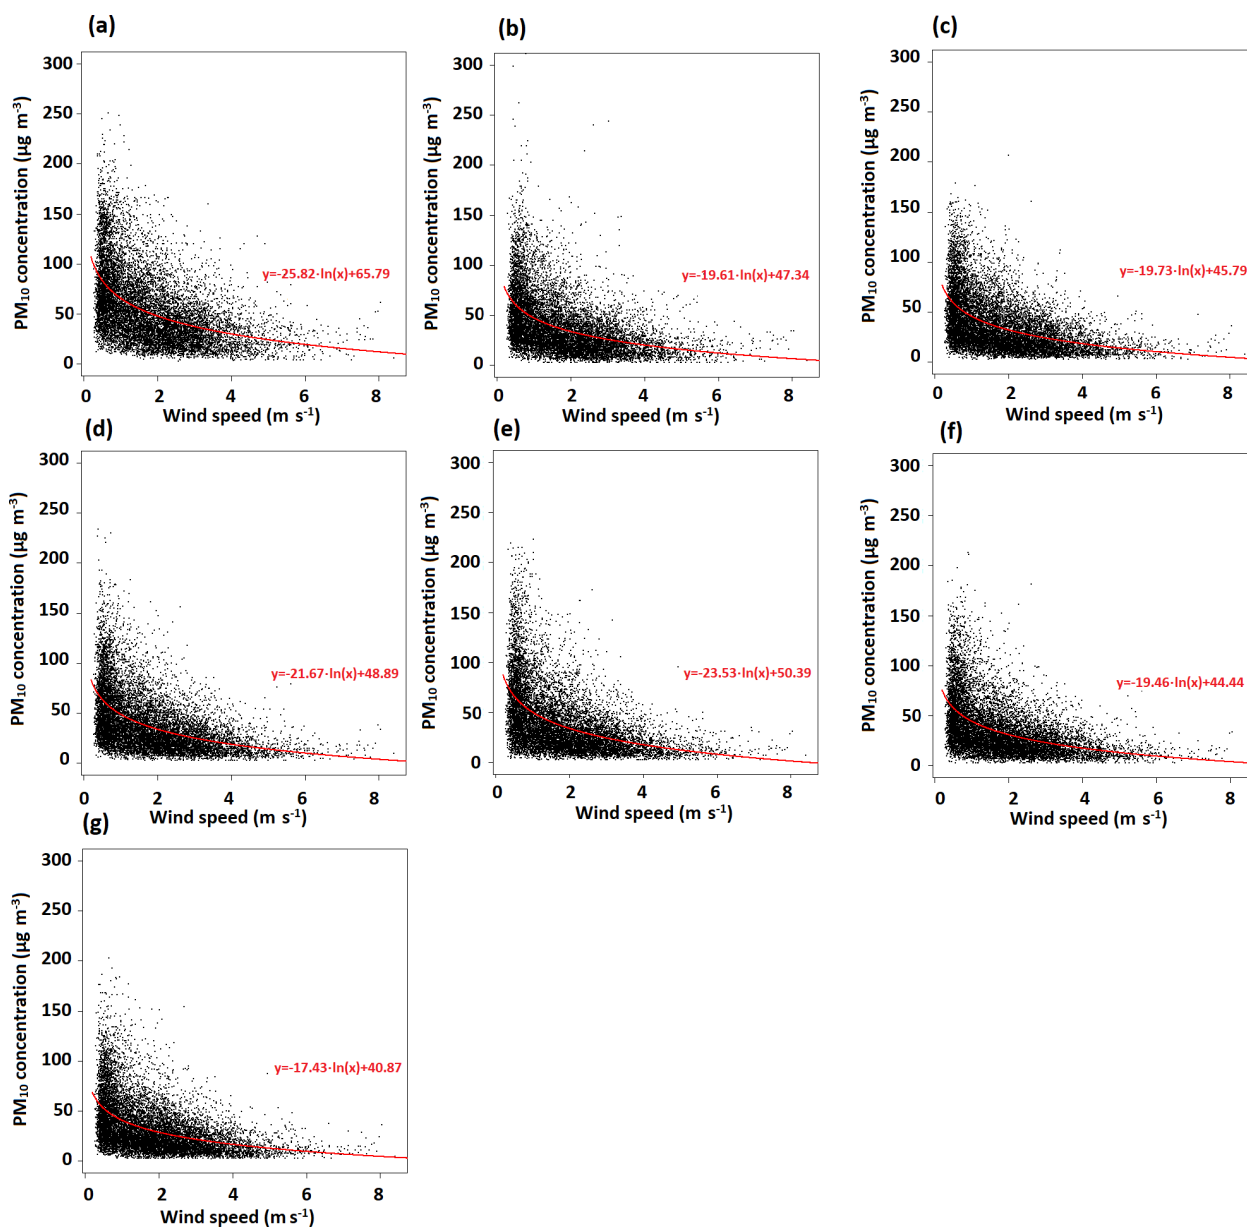 (a)
PM₁₀ concentration (µg m⁻³)
300
250
200
150
100
50
0
y=-25.82·ln(x)+65.79
0 2 4 6 8
Wind speed (m s⁻¹)
(b)
PM₁₀ concentration (µg m⁻³)
300
250
200
150
100
50
0
y=-19.61·ln(x)+47.34
0 2 4 6 8
Wind speed (m s⁻¹)
(c)
PM₁₀ concentration (µg m⁻³)
300
250
200
150
100
50
0
y=-19.73·ln(x)+45.79
0 2 4 6 8
Wind speed (m s⁻¹)
(d)
PM₁₀ concentration (µg m⁻³)
300
250
200
150
100
50
0
y=-21.67·ln(x)+48.89
0 2 4 6 8
Wind speed (m s⁻¹)
(e)
PM₁₀ concentration (µg m⁻³)
300
250
200
150
100
50
0
y=-23.53·ln(x)+50.39
0 2 4 6 8
Wind speed (m s⁻¹)
(f)
PM₁₀ concentration (µg m⁻³)
300
250
200
150
100
50
0
y=-19.46·ln(x)+44.44
0 2 4 6 8
Wind speed (m s⁻¹)
(g)
PM₁₀ concentration (µg m⁻³)
300
250
200
150
100
50
0
y=-17.43·ln(x)+40.87
0 2 4 6 8
Wind speed (m s⁻¹)